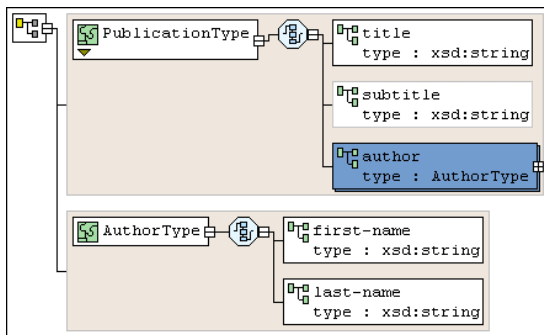 PublicationType
title
type : xsd:string
subtitle
type : xsd:string
author
type : AuthorType
AuthorType
first-name
type : xsd:string
last-name
type : xsd:string